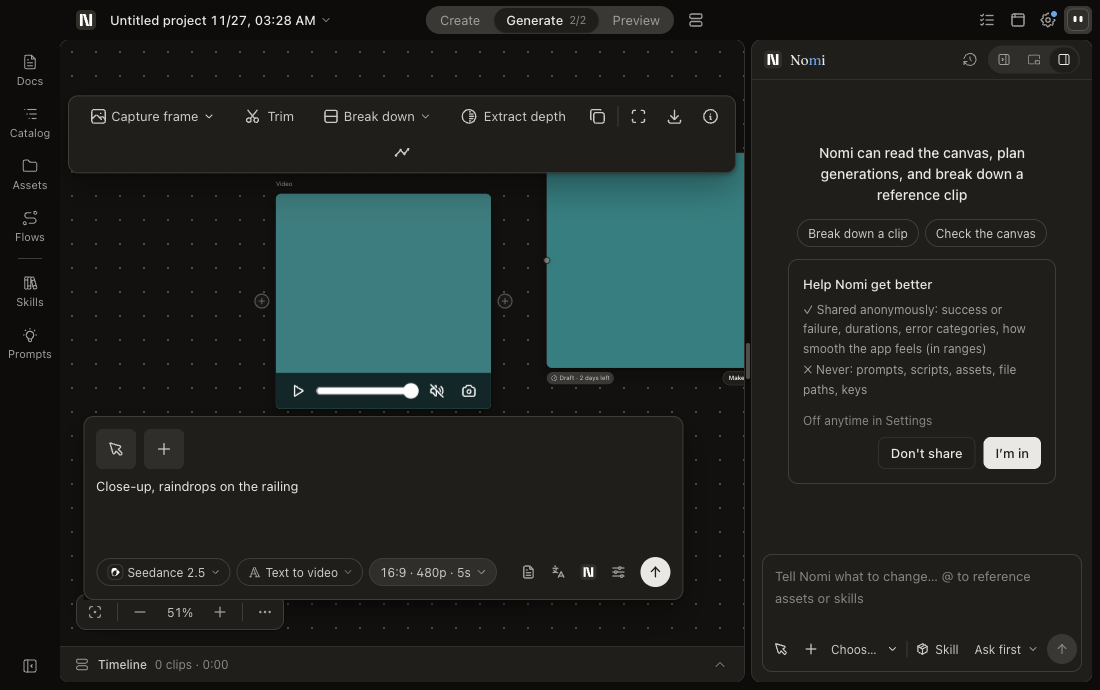 Untitled project 11/27, 03:28 AM
Create
Generate 2/2
Preview
Docs
Catalog
Assets
Flows
Skills
Prompts
Capture frame
Trim
Break down
Extract depth
Video
Draft · 2 days left
Make
Close-up, raindrops on the railing
Seedance 2.5
Text to video
16:9 · 480p · 5s
51%
Timeline 0 clips · 0:00
Nomi
Nomi can read the canvas, plan
generations, and break down a
reference clip
Break down a clip
Check the canvas
Help Nomi get better
✓ Shared anonymously: success or
failure, durations, error categories, how
smooth the app feels (in ranges)
✕ Never: prompts, scripts, assets, file
paths, keys
Off anytime in Settings
Don't share
I'm in
Tell Nomi what to change... @ to reference
assets or skills
Choos...
Skill
Ask first